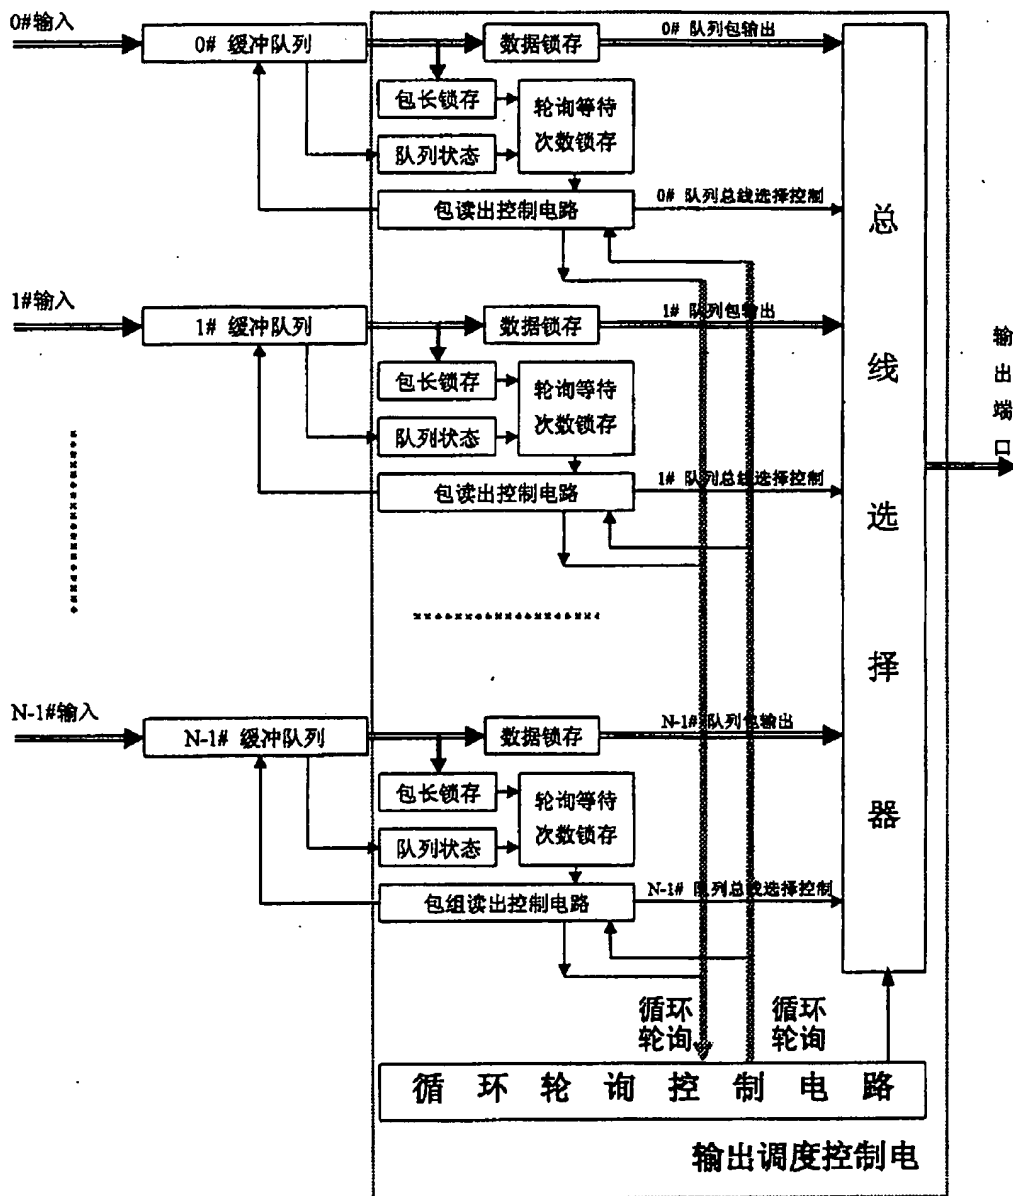 0#输入
0# 缓冲队列
数据锁存
0# 队列包输出
包长锁存
轮询等待
次数锁存
队列状态
包读出控制电路
0# 队列总线选择控制
1#输入
1# 缓冲队列
数据锁存
1# 队列包输出
包长锁存
轮询等待
次数锁存
队列状态
包读出控制电路
1# 队列总线选择控制
N-1#输入
N-1# 缓冲队列
数据锁存
N-1# 队列包输出
包长锁存
轮询等待
次数锁存
队列状态
包组读出控制电路
N-1# 队列总线选择控制
总线选择器
输出端口
循环
轮询
循环
轮询
循环轮询控制电路
输出调度控制电